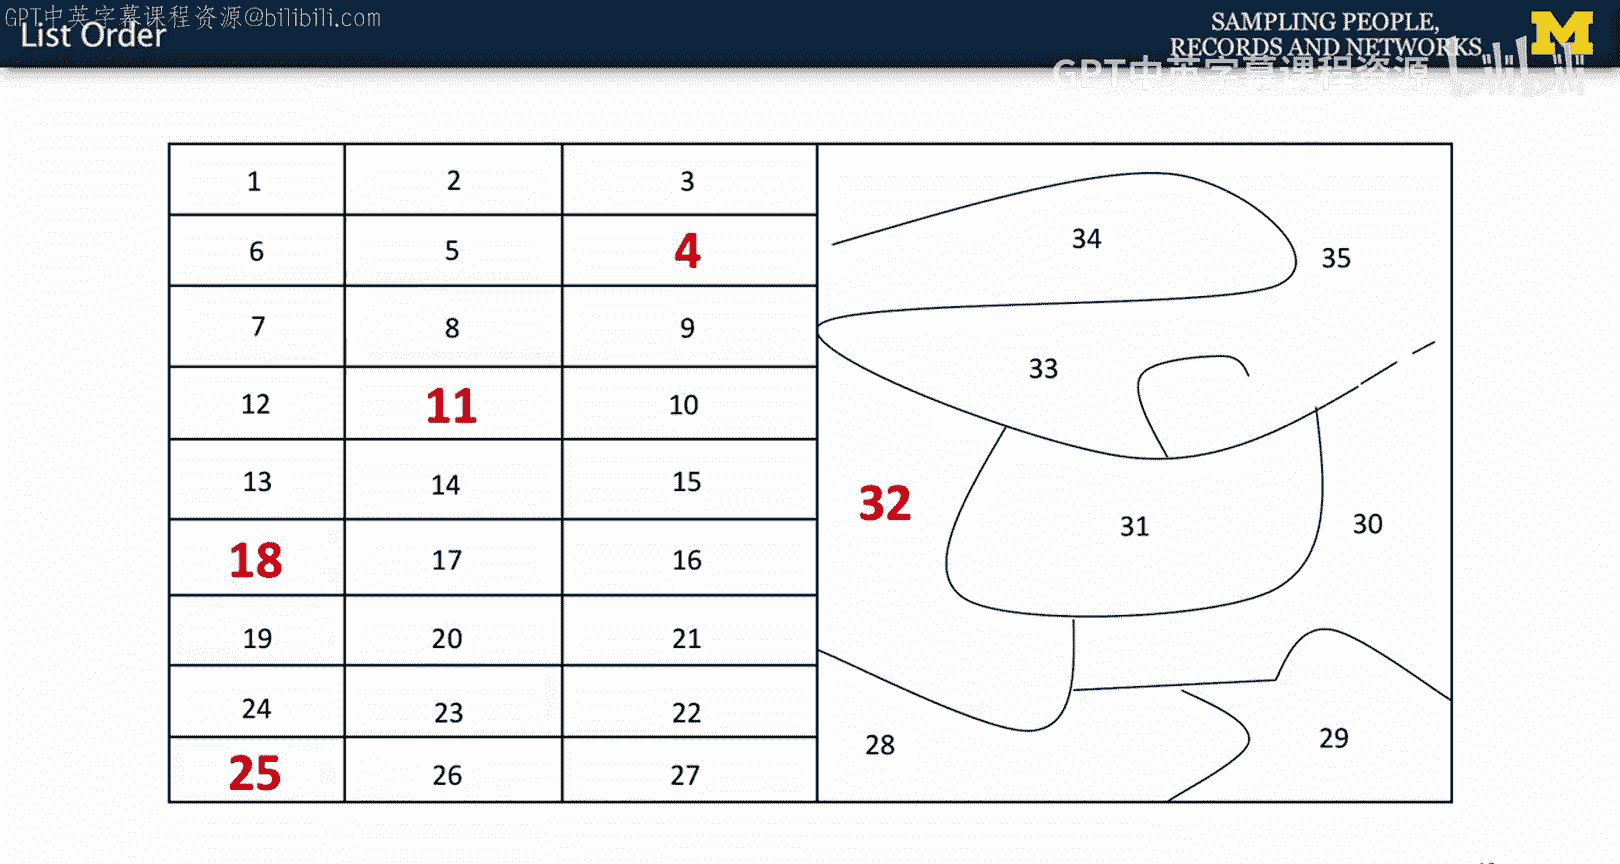 GPT中英字幕课程资源@bilibili.com
List Order
SAMPLING PEOPLE,
RECORDS AND NETWORKS
M
GPT中英字幕课程资源 bilibili
1 2 3
6 5 4
7 8 9
12 11 10
13 14 15
18 17 16
19 20 21
24 23 22
25 26 27
34 35
33
32 31 30
28 29